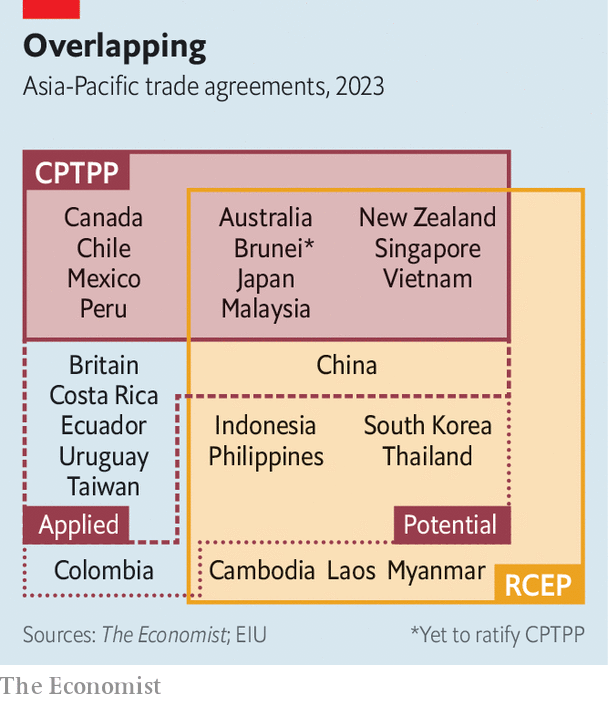 Overlapping
Asia-Pacific trade agreements, 2023
CPTPP
Canada
Chile
Mexico
Peru
Australia
Brunei*
Japan
Malaysia
New Zealand
Singapore
Vietnam
Britain
Costa Rica
Ecuador
Uruguay
Taiwan
Applied
China
Indonesia
Philippines
South Korea
Thailand
Potential
Colombia
Cambodia Laos Myanmar
RCEP
Sources: The Economist; EIU
*Yet to ratify CPTPP
The Economist